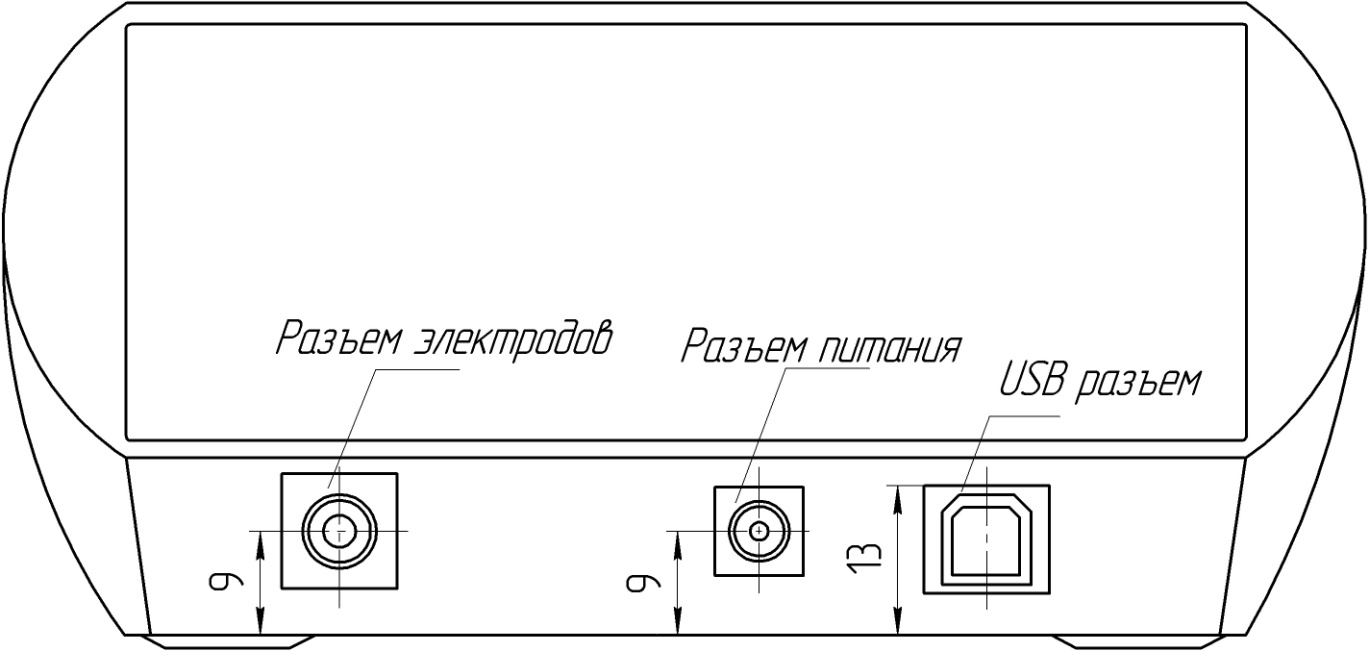 Разъем электродов
Разъем питания
USB разъем
9
9
13